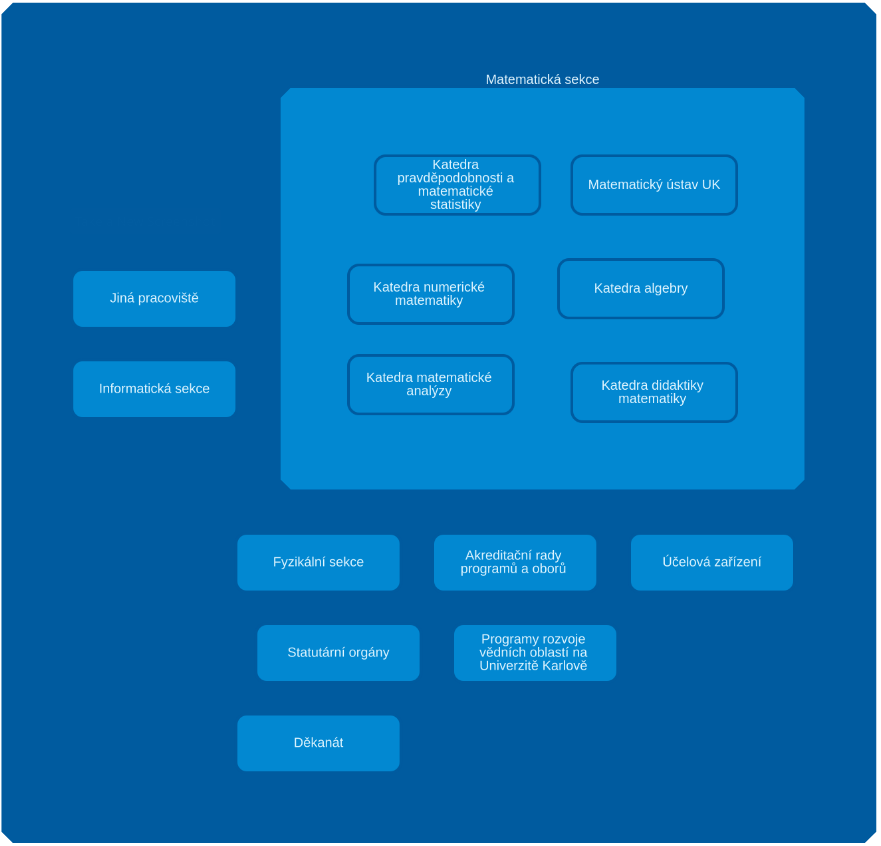 Matematická sekce
Katedra
pravděpodobnosti a
matematické
statistiky
Matematický ústav UK
Katedra numerické
matematiky
Katedra algebry
Jiná pracoviště
Informatická sekce
Katedra matematické
analýzy
Katedra didaktiky
matematiky
Fyzikální sekce
Akreditační rady
programů a oborů
Účelová zařízení
Statutární orgány
Programy rozvoje
vědních oblastí na
Univerzitě Karlově
Děkanát